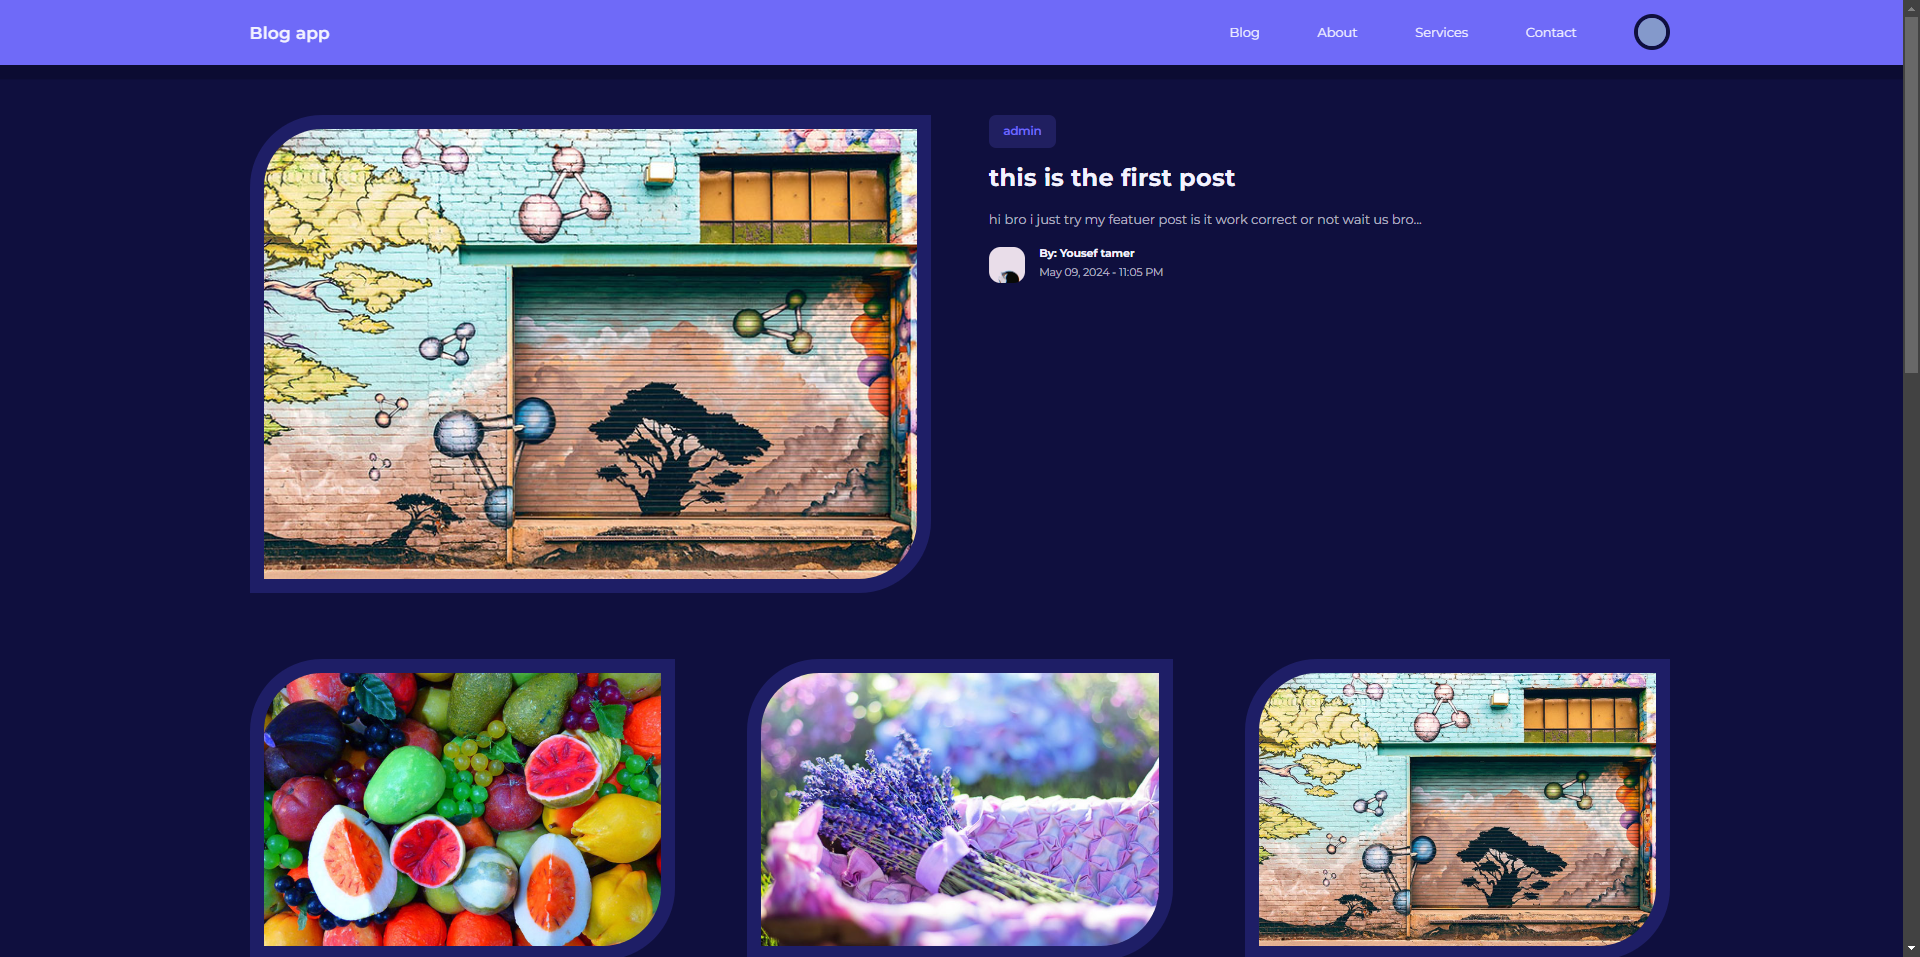 Blog app
Blog
About
Services
Contact
admin
this is the first post
hi bro i just try my featuer post is it work correct or not wait us bro...
By: Yousef tamer
May 09, 2024 - 11:05 PM